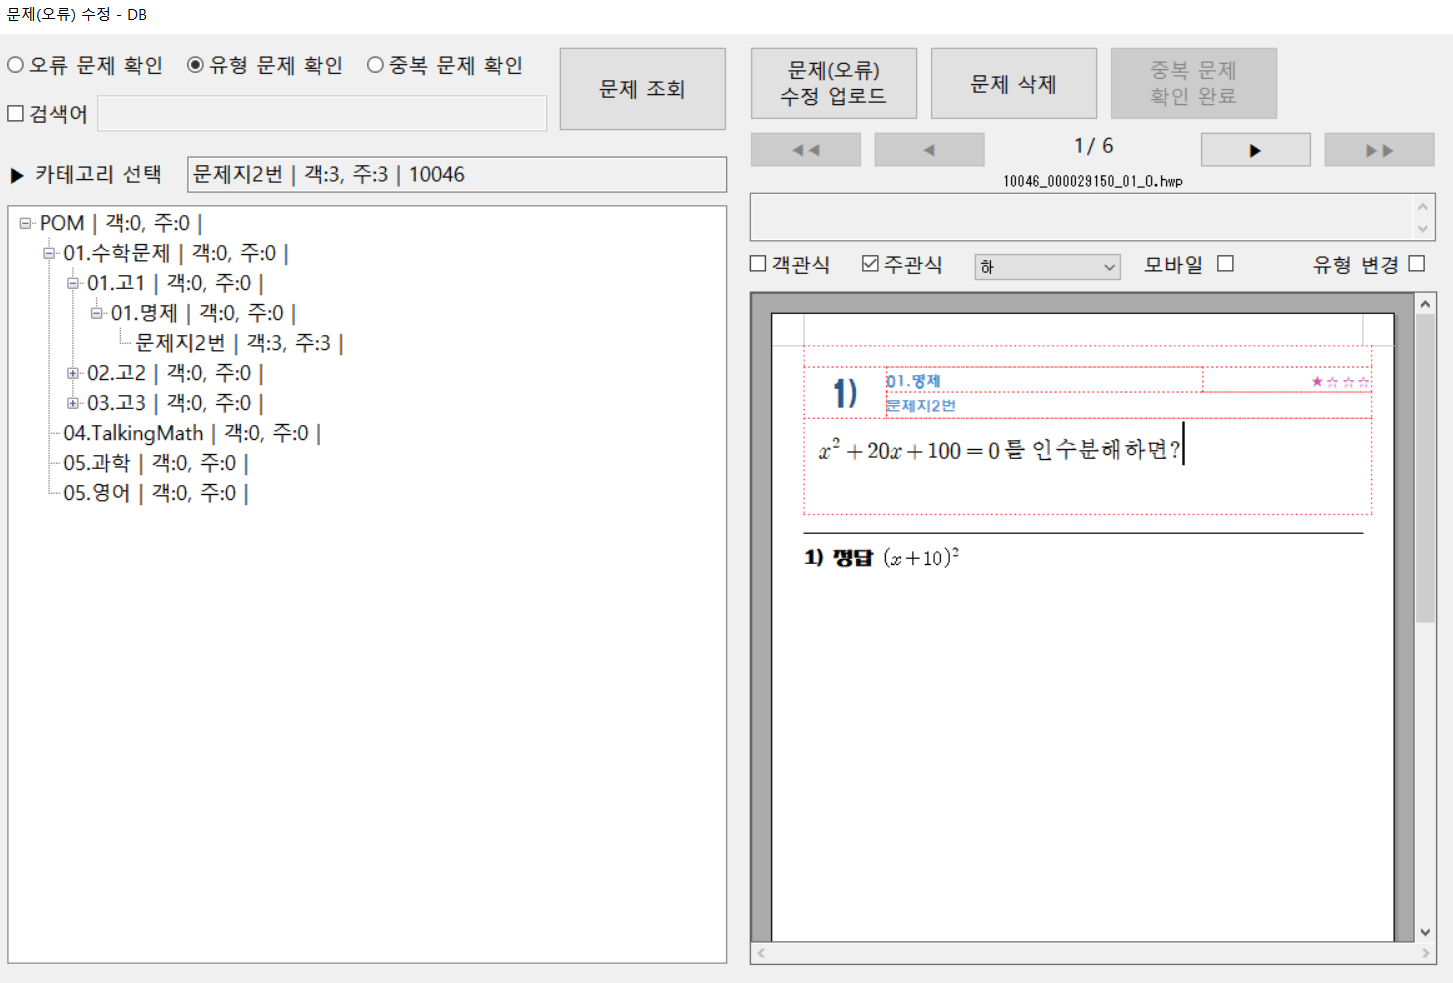 문제(오류) 수정 - DB
오류 문제 확인 유형 문제 확인 중복 문제 확인
검색어
문제 조회
▶ 카테고리 선택 문제지2번 | 객:3, 주:3 | 10046
POM | 객:0, 주:0 |
01.수학문제 | 객:0, 주:0 |
01.고1 | 객:0, 주:0 |
01.명제 | 객:0, 주:0 |
문제지2번 | 객:3, 주:3 |
02.고2 | 객:0, 주:0 |
03.고3 | 객:0, 주:0 |
04.TalkingMath | 객:0, 주:0 |
05.과학 | 객:0, 주:0 |
05.영어 | 객:0, 주:0 |
문제(오류)
수정 업로드
문제 삭제
중복 문제
확인 완료
◀◀ ◀ 1/ 6 ▶ ▶▶
10046_000029150_01_0.hwp
객관식 주관식 하 모바일 유형 변경
1) 01.명제 ★☆☆☆
문제지2번
x² + 20x + 100 = 0 를 인수분해하면?
1) 정답 (x+10)²